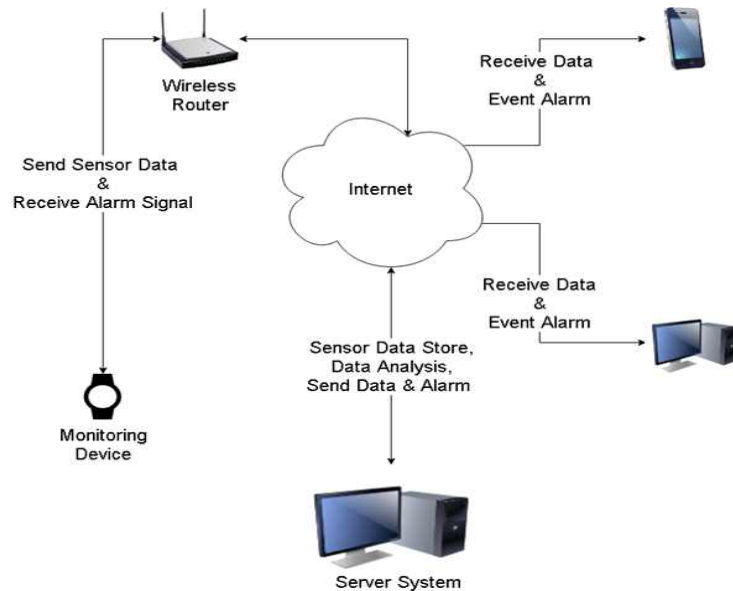 Wireless
Router
Receive Data
&
Event Alarm
Send Sensor Data
&
Receive Alarm Signal
Internet
Receive Data
&
Event Alarm
Sensor Data Store,
Data Analysis,
Send Data & Alarm
Monitoring
Device
Server System